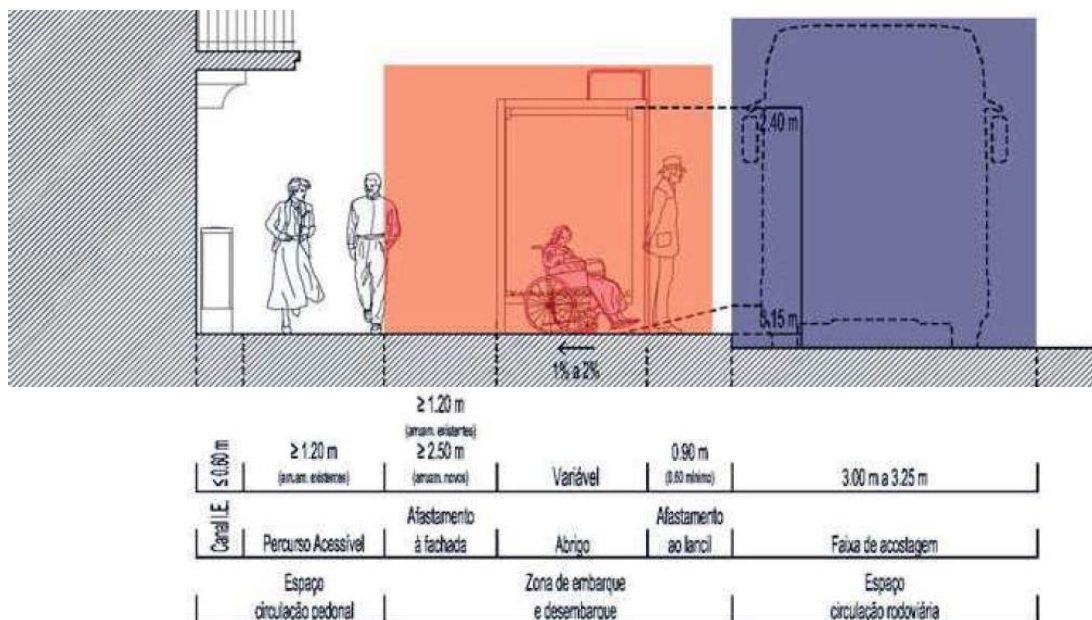 2.40 m
0.15 m
1% a 2%
≥ 1.20 m
(arruam. existentes)
≤ 0.60 m
≥ 1.20 m
(arruam. existentes)
≥ 2.50 m
(arruam. novos)
Variável
0.90 m
(0.60 mínimo)
3.00 m a 3.25 m
Canal I.E.
Percurso Acessível
Afastamento
à fachada
Abrigo
Afastamento
ao lancil
Faixa de acostagem
Espaço
circulação pedonal
Zona de embarque
e desembarque
Espaço
circulação rodoviária